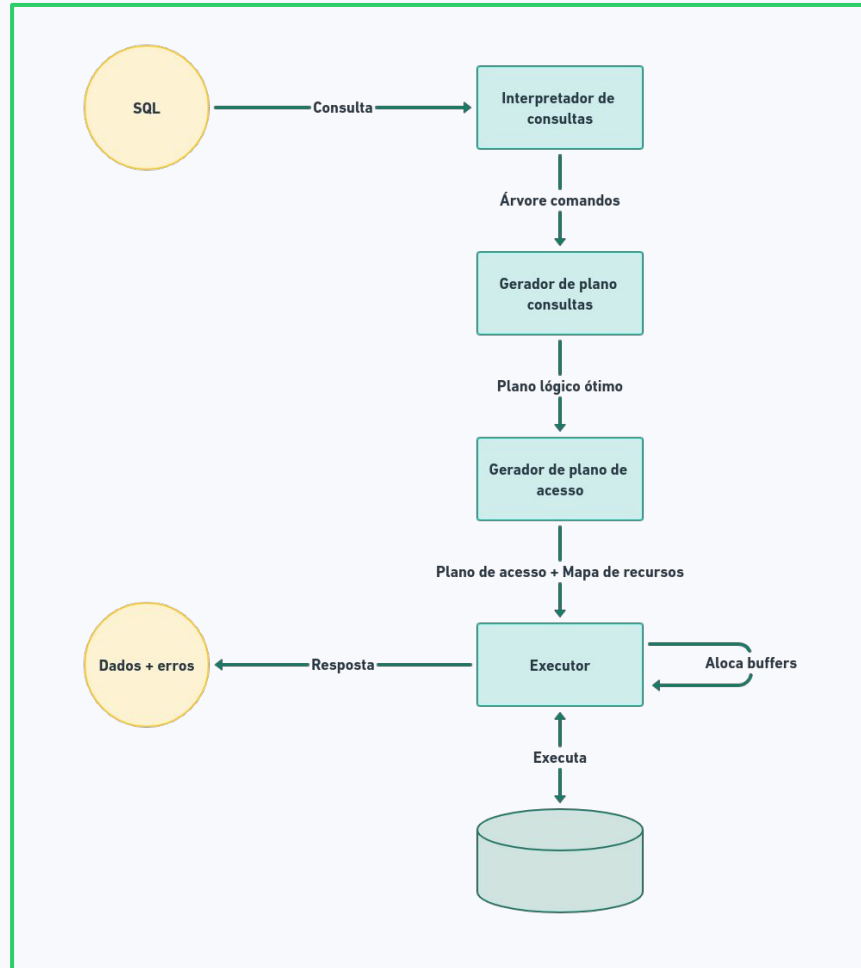 SQL
Consulta
Interpretador de
consultas
Árvore comandos
Gerador de plano
consultas
Plano lógico ótimo
Gerador de plano de
acesso
Plano de acesso + Mapa de recursos
Dados + erros
Resposta
Executor
Aloca buffers
Executa